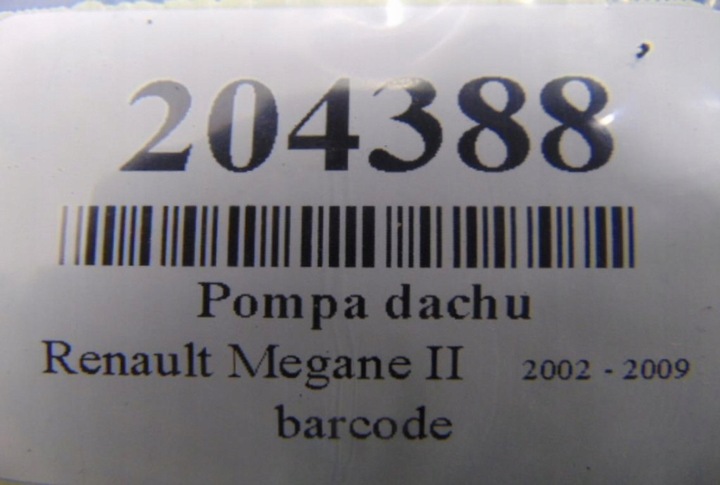 204388
Pompa dachu
Renault Megane II 2002 - 2009
barcode